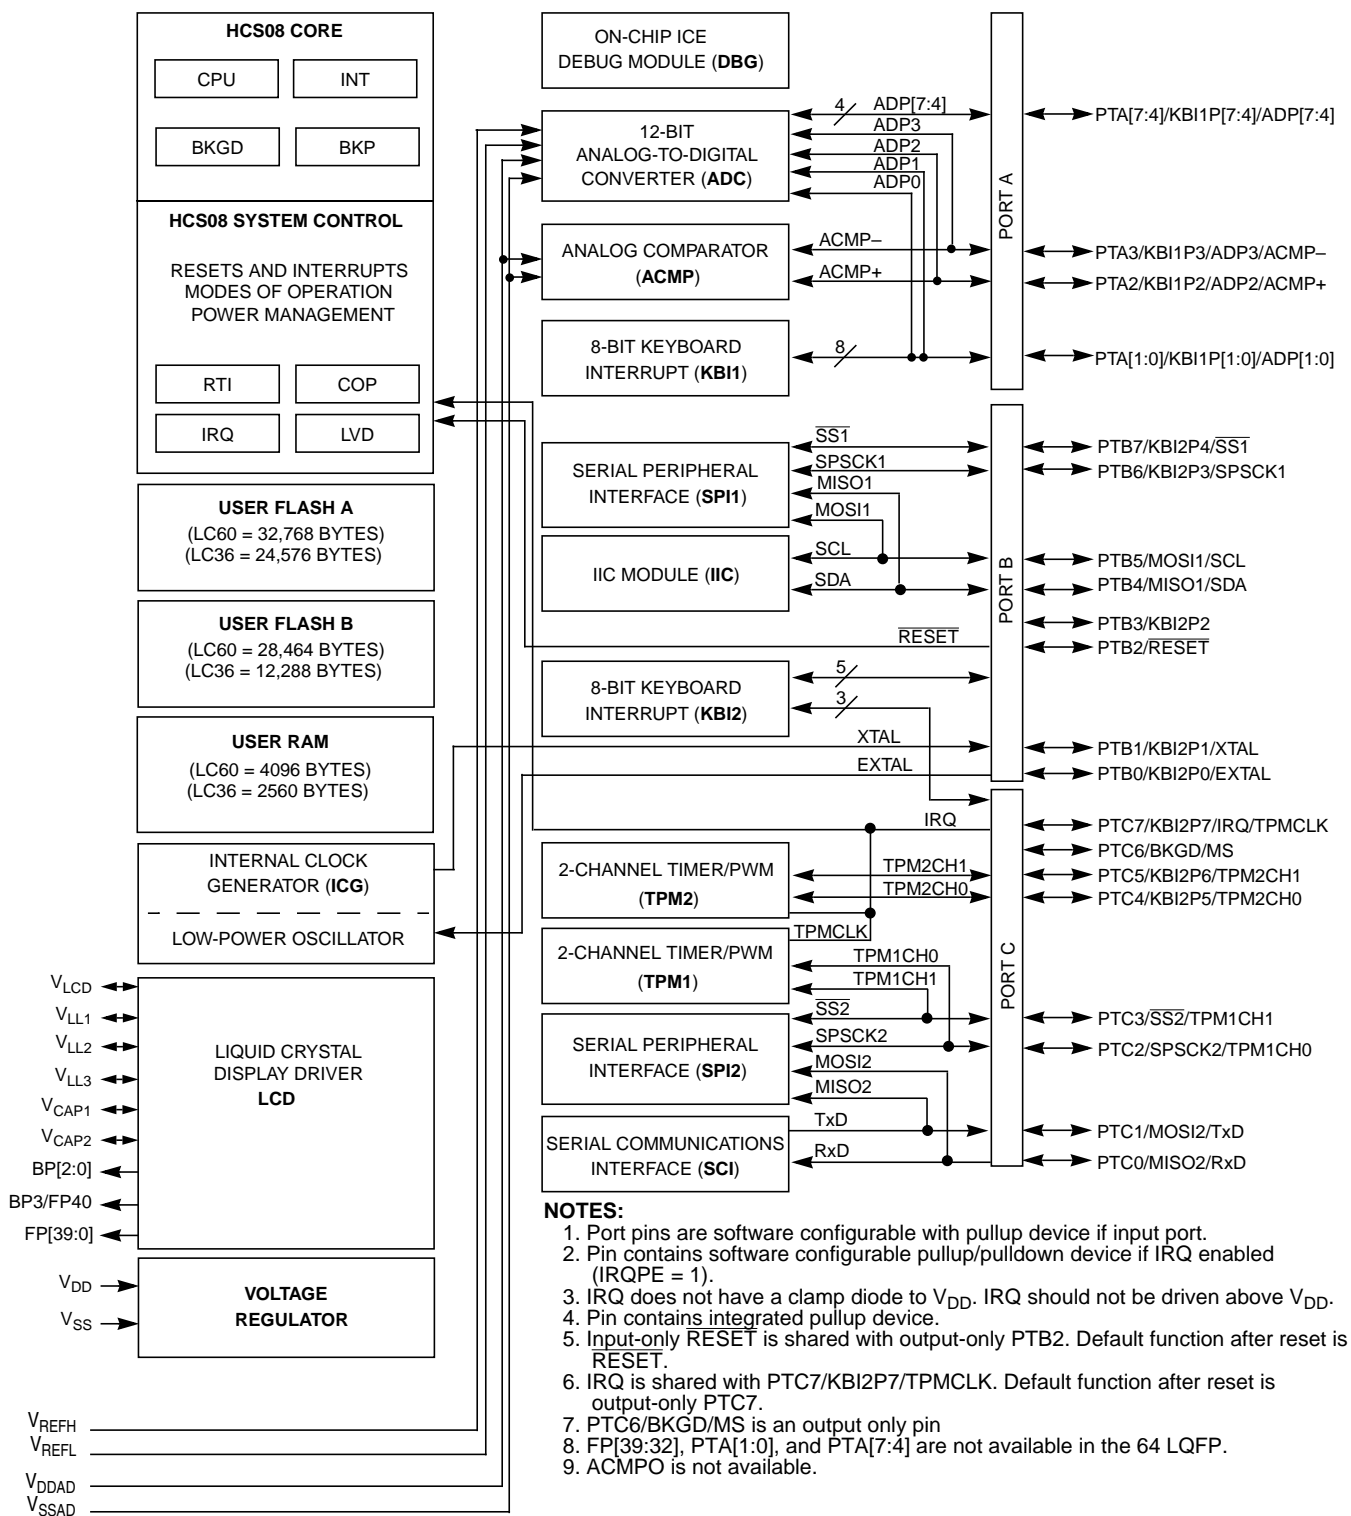 HCS08 CORE
CPU
INT
BKGD
BKP
HCS08 SYSTEM CONTROL
RESETS AND INTERRUPTS
MODES OF OPERATION
POWER MANAGEMENT
RTI
COP
IRQ
LVD
USER FLASH A
(LC60 = 32,768 BYTES)
(LC36 = 24,576 BYTES)
USER FLASH B
(LC60 = 28,464 BYTES)
(LC36 = 12,288 BYTES)
USER RAM
(LC60 = 4096 BYTES)
(LC36 = 2560 BYTES)
INTERNAL CLOCK
GENERATOR (ICG)
LOW-POWER OSCILLATOR
VLCD
VLL1
VLL2
VLL3
VCAP1
VCAP2
BP[2:0]
BP3/FP40
FP[39:0]
LIQUID CRYSTAL
DISPLAY DRIVER
LCD
VDD
VSS
VOLTAGE
REGULATOR
VREFH
VREFL
VDDAD
VSSAD
ON-CHIP ICE
DEBUG MODULE (DBG)
12-BIT
ANALOG-TO-DIGITAL
CONVERTER (ADC)
4
ADP[7:4]
ADP3
ADP2
ADP1
ADP0
ANALOG COMPARATOR
(ACMP)
ACMP–
ACMP+
8-BIT KEYBOARD
INTERRUPT (KBI1)
8
SERIAL PERIPHERAL
INTERFACE (SPI1)
SS1
SPSCK1
MISO1
MOSI1
IIC MODULE (IIC)
SCL
SDA
RESET
8-BIT KEYBOARD
INTERRUPT (KBI2)
5
3
XTAL
EXTAL
IRQ
2-CHANNEL TIMER/PWM
(TPM2)
TPM2CH1
TPM2CH0
TPMCLK
2-CHANNEL TIMER/PWM
(TPM1)
TPM1CH0
TPM1CH1
SERIAL PERIPHERAL
INTERFACE (SPI2)
SS2
SPSCK2
MOSI2
MISO2
SERIAL COMMUNICATIONS
INTERFACE (SCI)
TxD
RxD
PORT A
PTA[7:4]/KBI1P[7:4]/ADP[7:4]
PTA3/KBI1P3/ADP3/ACMP–
PTA2/KBI1P2/ADP2/ACMP+
PTA[1:0]/KBI1P[1:0]/ADP[1:0]
PORT B
PTB7/KBI2P4/SS1
PTB6/KBI2P3/SPSCK1
PTB5/MOSI1/SCL
PTB4/MISO1/SDA
PTB3/KBI2P2
PTB2/RESET
PTB1/KBI2P1/XTAL
PTB0/KBI2P0/EXTAL
PORT C
PTC7/KBI2P7/IRQ/TPMCLK
PTC6/BKGD/MS
PTC5/KBI2P6/TPM2CH1
PTC4/KBI2P5/TPM2CH0
PTC3/SS2/TPM1CH1
PTC2/SPSCK2/TPM1CH0
PTC1/MOSI2/TxD
PTC0/MISO2/RxD
NOTES:
1. Port pins are software configurable with pullup device if input port.
2. Pin contains software configurable pullup/pulldown device if IRQ enabled
(IRQPE = 1).
3. IRQ does not have a clamp diode to VDD. IRQ should not be driven above VDD.
4. Pin contains integrated pullup device.
5. Input-only RESET is shared with output-only PTB2. Default function after reset is
RESET.
6. IRQ is shared with PTC7/KBI2P7/TPMCLK. Default function after reset is
output-only PTC7.
7. PTC6/BKGD/MS is an output only pin
8. FP[39:32], PTA[1:0], and PTA[7:4] are not available in the 64 LQFP.
9. ACMPO is not available.